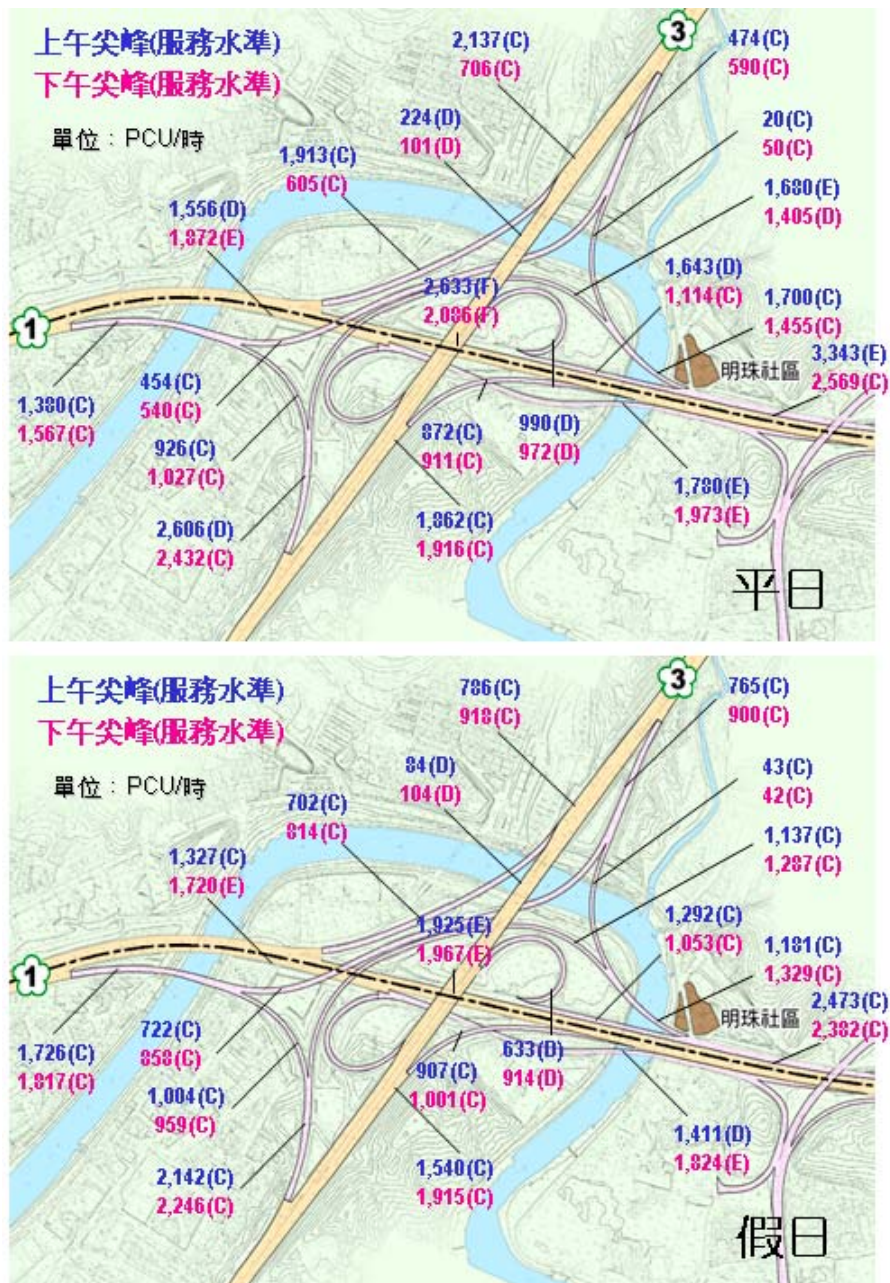 上午尖峰(服務水準)
下午尖峰(服務水準)
單位：PCU/時
2,137(C)
706(C)
3
474(C)
590(C)
224(D)
101(D)
20(C)
50(C)
1,913(C)
605(C)
1,680(E)
1,405(D)
1,556(D)
1,872(E)
1,643(D)
1,114(C)
2,633(F)
2,086(F)
1,700(C)
1,455(C)
1
明珠社區
3,343(E)
2,569(C)
1,380(C)
1,567(C)
454(C)
540(C)
926(C)
1,027(C)
872(C)
911(C)
990(D)
972(D)
1,780(E)
1,973(E)
2,606(D)
2,432(C)
1,862(C)
1,916(C)
平日
上午尖峰(服務水準)
下午尖峰(服務水準)
單位：PCU/時
786(C)
918(C)
3
765(C)
900(C)
84(D)
104(D)
43(C)
42(C)
702(C)
814(C)
1,137(C)
1,287(C)
1,327(C)
1,720(E)
1,292(C)
1,053(C)
1,925(E)
1,967(E)
1,181(C)
1,329(C)
1
明珠社區
2,473(C)
2,382(C)
1,726(C)
1,817(C)
722(C)
858(C)
1,004(C)
959(C)
907(C)
1,001(C)
633(D)
914(D)
1,411(D)
1,824(E)
2,142(C)
2,246(C)
1,540(C)
1,915(C)
假日